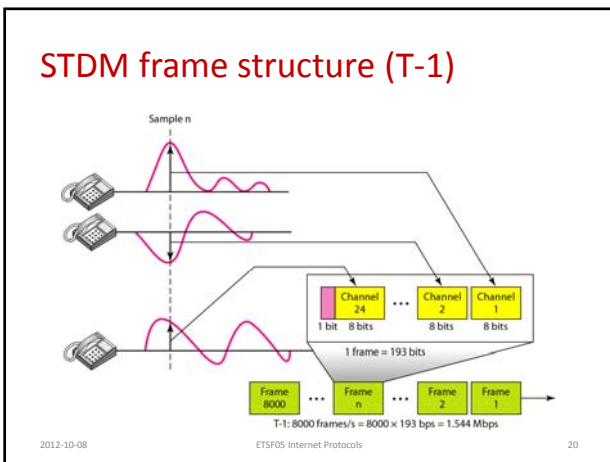 STDM frame structure (T-1)
Sample n
Channel 24
...
Channel 2
Channel 1
1 bit 8 bits 8 bits 8 bits
1 frame = 193 bits
Frame 8000
...
Frame n
...
Frame 2
Frame 1
T-1: 8000 frames/s = 8000 × 193 bps = 1.544 Mbps
2012-10-08 ETSF05 Internet Protocols 20